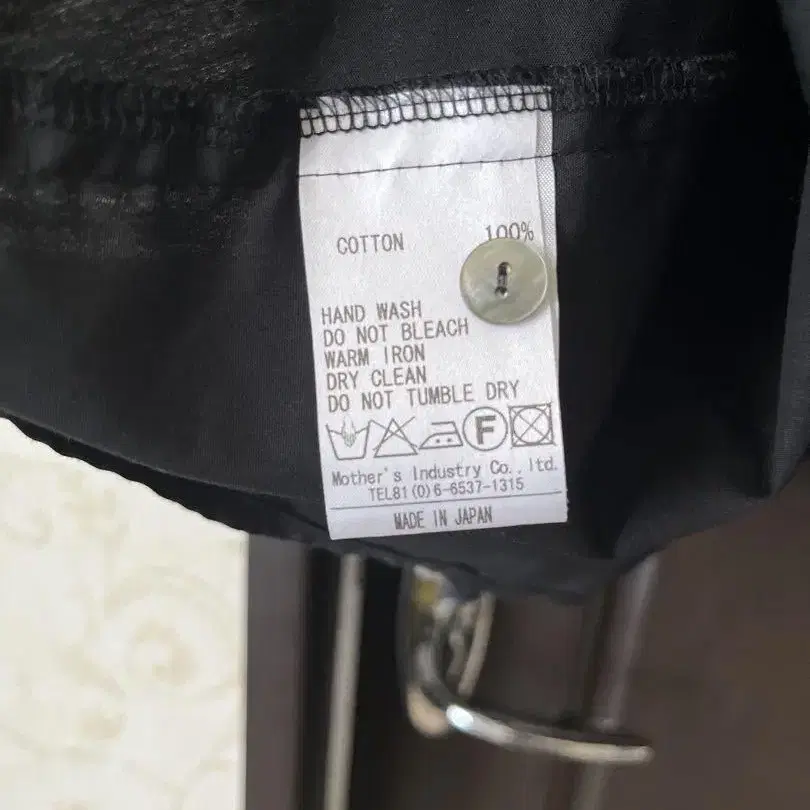 COTTON 100%
HAND WASH
DO NOT BLEACH
WARM IRON
DRY CLEAN
DO NOT TUMBLE DRY
F
Mother's Industry Co., ltd.
TEL81(0)6-6537-1315
MADE IN JAPAN